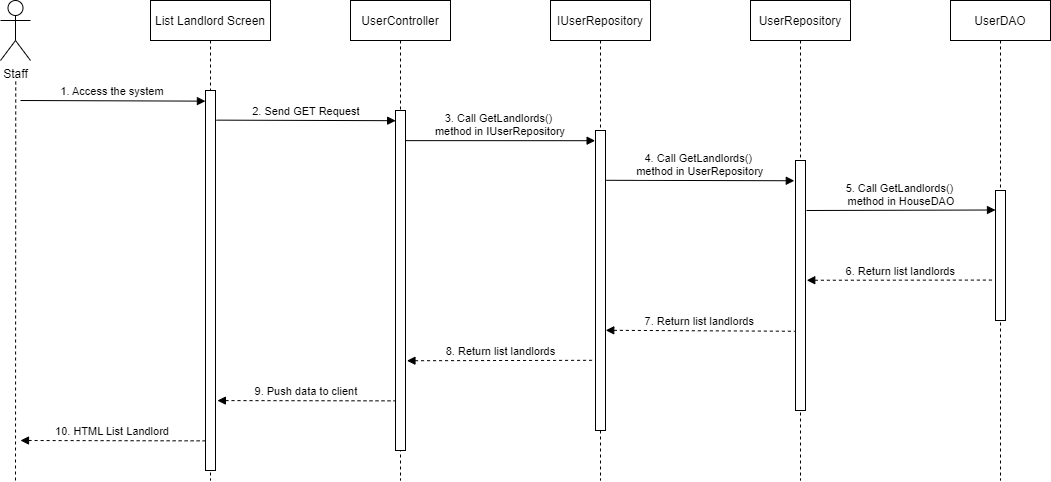 List Landlord Screen
UserController
IUserRepository
UserRepository
UserDAO
Staff
1. Access the system
2. Send GET Request
3. Call GetLandlords()
method in IUserRepository
4. Call GetLandlords()
method in UserRepository
5. Call GetLandlords()
method in HouseDAO
6. Return list landlords
7. Return list landlords
8. Return list landlords
9. Push data to client
10. HTML List Landlord